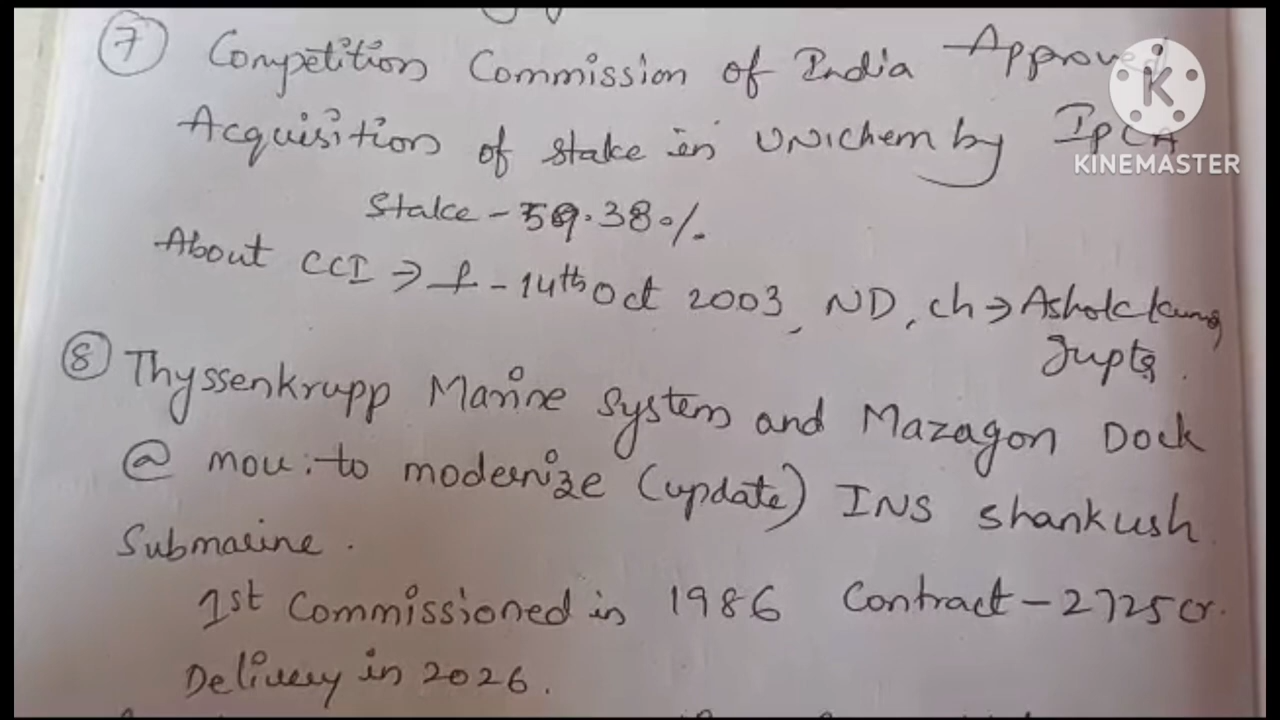 7 Competition Commission of India Approved
Acquisition of stake in UNichem by IPCA
KINEMASTER
Stake - 59.38%.
About CCI → f - 14th Oct 2003, ND, ch → Ashok Kumar
Gupta.
8 Thyssenkrupp Marine System and Mazagon Dock
@ mou : to modernize (update) INS Shankush
Submarine.
1st Commissioned in 1986 Contract - 2725 cr.
Delivery in 2026.